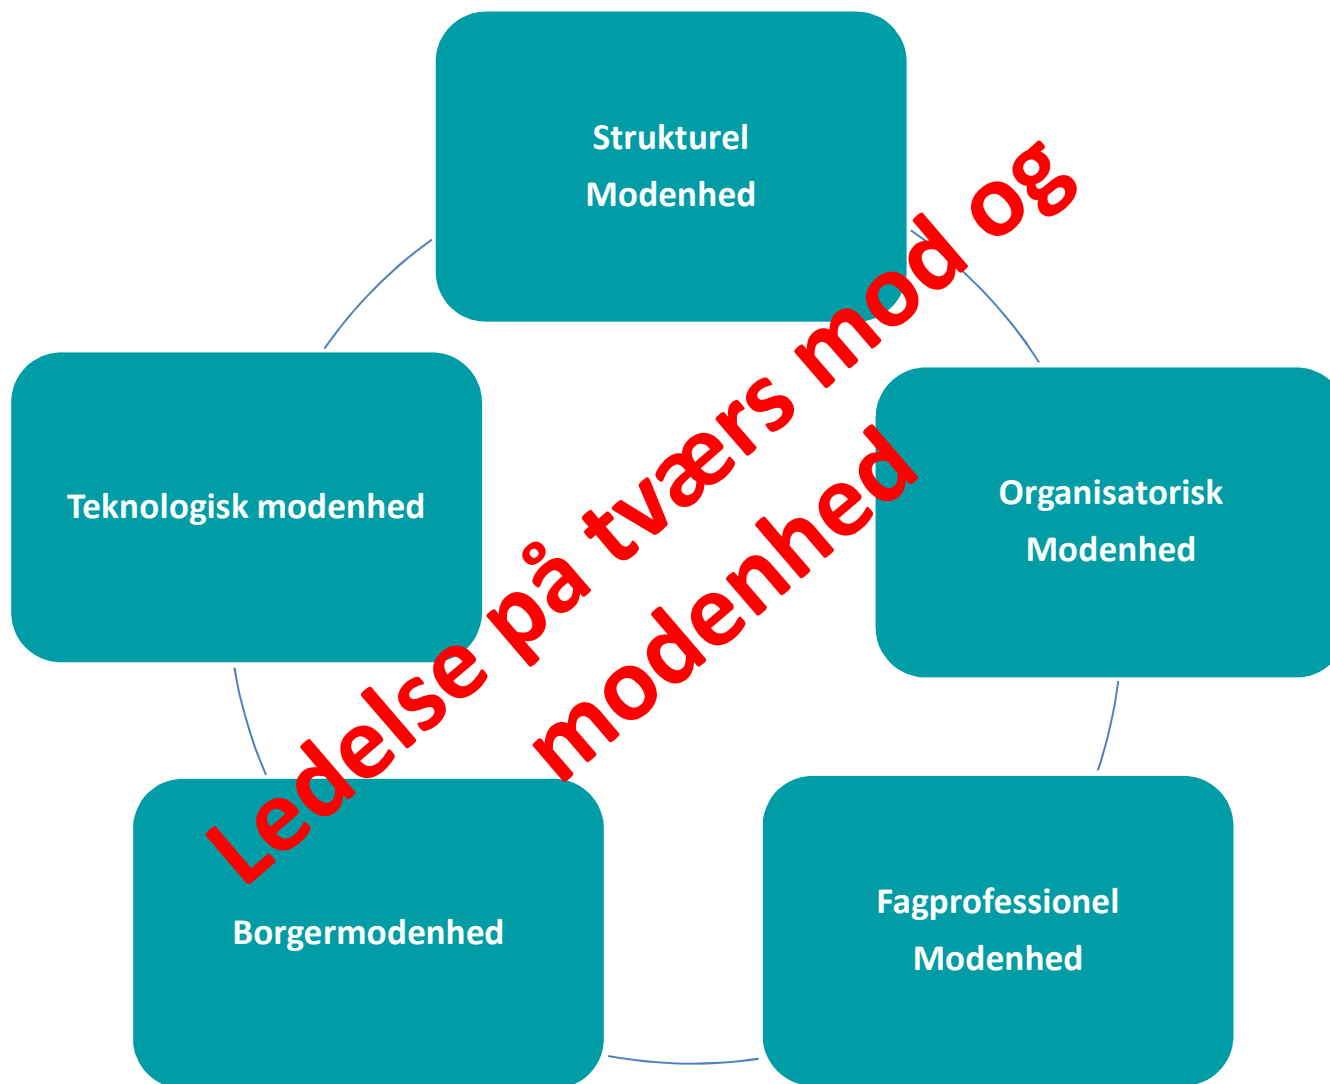 Strukturel
Modenhed
Organisatorisk
Modenhed
Fagprofessionel
Modenhed
Borgermodenhed
Teknologisk modenhed
Ledelse på tværs mod og
modenhed